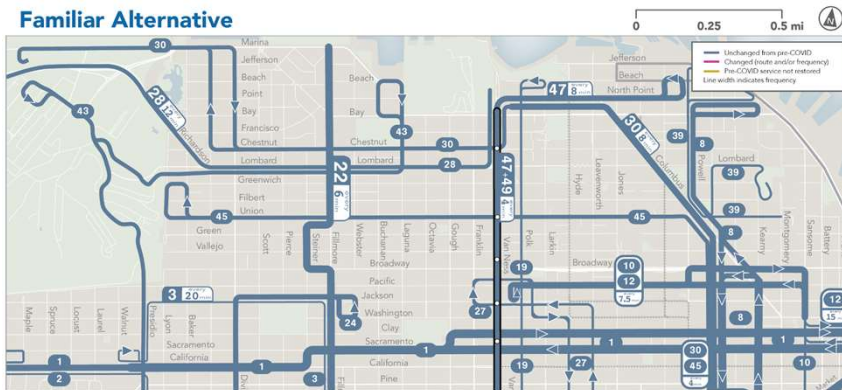 Familiar Alternative
0 0.25 0.5 mi
N
Unchanged from pre-COVID
Changed (route and/or frequency)
Pre-COVID service not restored
Line width indicates frequency
30
Marina
Jefferson
Beach
Point
Bay
Francisco
Chestnut
Lombard
Greenwich
Filbert
Union
Green
Vallejo
43
28
12
Richardson
Beach
Bay
43
Chestnut
30
Lombard
28
22
every
6
min
45
Scott
Pierce
Steiner
Fillmore
Webster
Buchanan
Laguna
Octavia
Gough
Franklin
Van Ness
Polk
Larkin
Hyde
Leavenworth
Jones
Columbus
Powell
Kearny
Montgomery
Sansome
Battery
47
8
Jefferson
Beach
North Point
30
8
39
8
Lombard
39
39
8
47+49
4
45
Broadway
Pacific
Jackson
Washington
Clay
Sacramento
California
Pine
19
Broadway
10
12
7.5
3
20
24
27
12
15
8
Maple
Spruce
Locust
Laurel
Walnut
Presidio
Lyon
Baker
Sacramento
California
1
2
1
1
1
1
3
19
27
30
45
10
Market